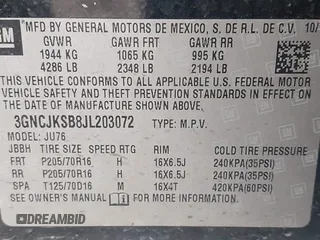 GM *MFD BY GENERAL MOTORS DE MEXICO, S. DE R.L. DE C.V. 10/
GVWR GAWR FRT GAWR RR
1944 KG 1065 KG 995 KG
4286 LB 2348 LB 2194 LB
THIS VEHICLE CONFORMS TO ALL APPLICABLE U.S. FEDERAL MOTOR
VEHICLE SAFETY AND THEFT PREVENTION STANDARDS IN EFFECT ON
THE DATE OF MANUFACTURE SHOWN ABOVE.
3GNCJKSB8JL203072 TYPE: M.P.V.
MODEL: JU76
JBBH TIRE SIZE SPEED RTG RIM COLD TIRE PRESSURE
FRT P205/70R16 H 16X6.5J 240KPA(35PSI)
RR P205/70R16 H 16X6.5J 240KPA(35PSI)
SPA T125/70D16 M 16X4T 420KPA(60PSI)
SEE OWNER'S MANUAL FOR MORE INFORMATION.
DREAMBID